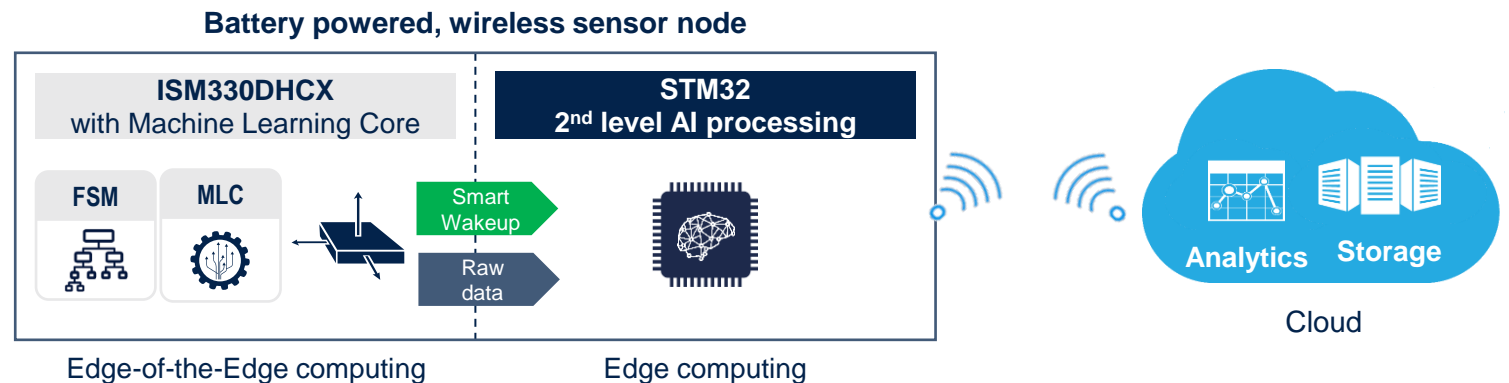 Battery powered, wireless sensor node
ISM330DHCX
with Machine Learning Core
STM32
2nd level AI processing
FSM
MLC
Smart
Wakeup
Raw
data
Analytics
Storage
Cloud
Edge-of-the-Edge computing
Edge computing